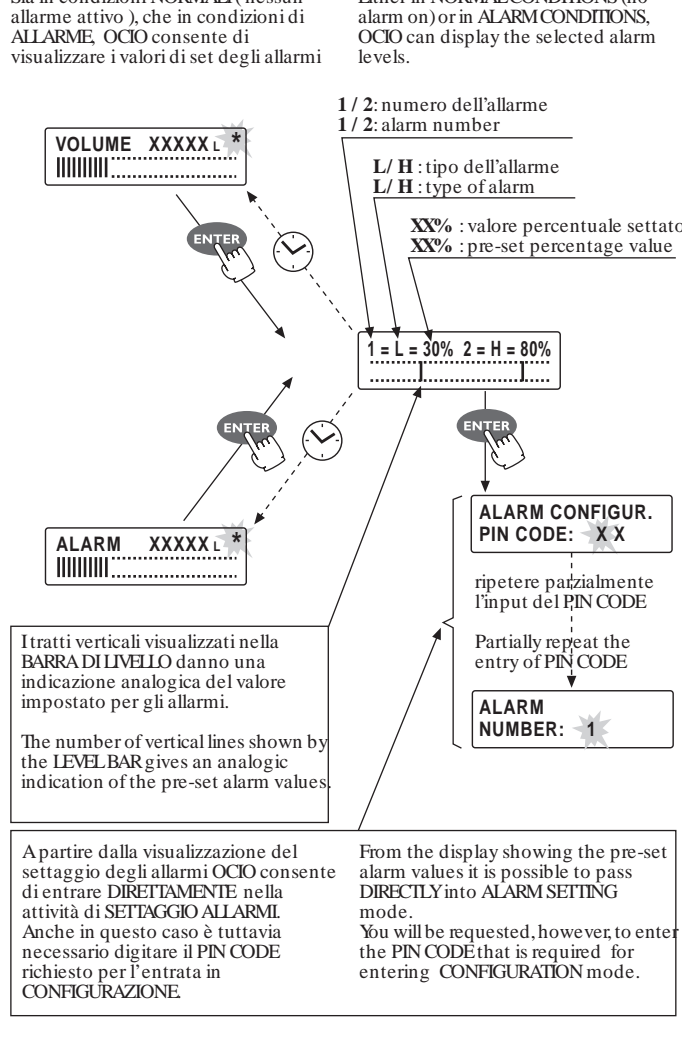 Sia in condizioni NORMALI ( nessun
allarme attivo ), che in condizioni di
ALLARME, OCIO consente di
visualizzare i valori di set degli allarmi
Either in NORMAL CONDITIONS (no
alarm on) or in ALARM CONDITIONS,
OCIO can display the selected alarm
levels.
1 / 2: numero dell'allarme
1 / 2: alarm number
L/ H : tipo dell'allarme
L/ H : type of alarm
XX% : valore percentuale settato
XX% : pre-set percentage value
VOLUME XXXXX L *
ENTER
1 = L = 30% 2 = H = 80%
ENTER
ENTER
ALARM XXXXX L *
ALARM CONFIGUR.
PIN CODE: X X
ripetere parzialmente
l'input del PIN CODE
Partially repeat the
entry of PIN CODE
ALARM
NUMBER: 1
I tratti verticali visualizzati nella
BARRA DI LIVELLO danno una
indicazione analogica del valore
impostato per gli allarmi.
The number of vertical lines shown by
the LEVEL BAR gives an analogic
indication of the pre-set alarm values.
A partire dalla visualizzazione del
settaggio degli allarmi OCIO consente
di entrare DIRETTAMENTE nella
attività di SETTAGGIO ALLARMI.
Anche in questo caso è tuttavia
necessario digitare il PIN CODE
richiesto per l'entrata in
CONFIGURAZIONE.
From the display showing the pre-set
alarm values it is possible to pass
DIRECTLY into ALARM SETTING
mode.
You will be requested, however, to enter
the PIN CODE that is required for
entering CONFIGURATION mode.